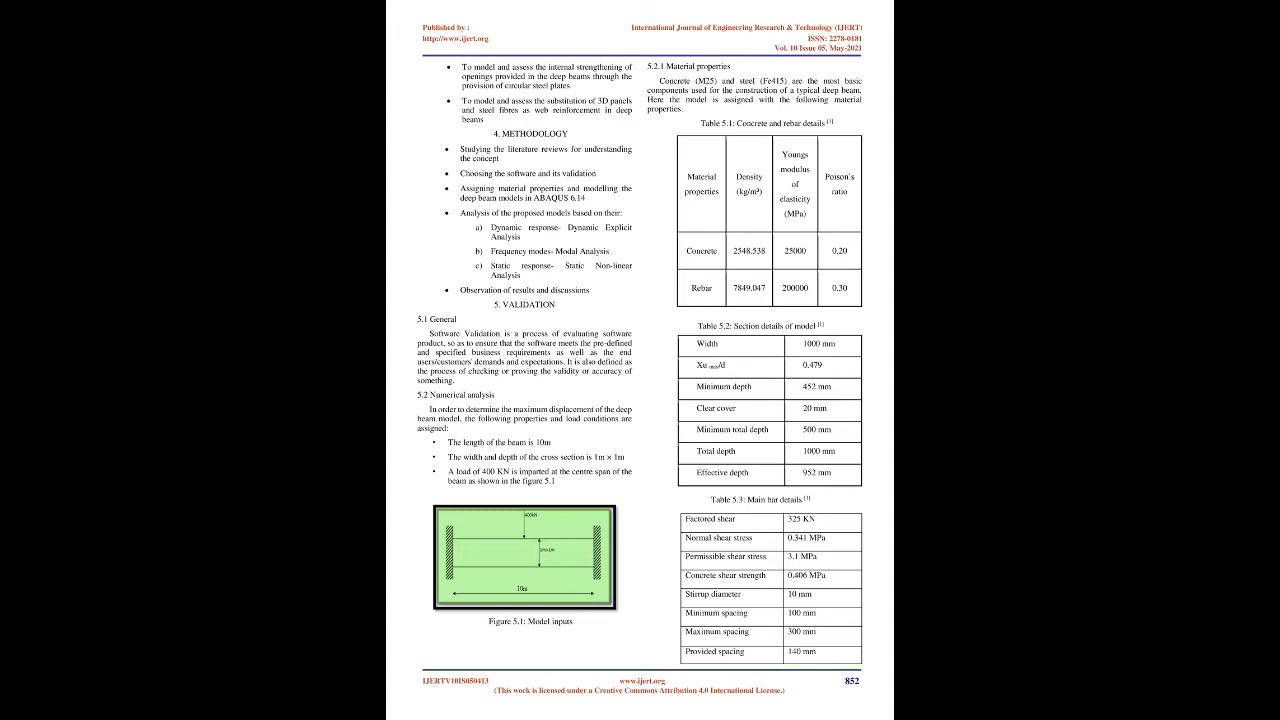 Published by :
http://www.ijert.org
International Journal of Engineering Research & Technology (IJERT)
ISSN: 2278-0181
Vol. 10 Issue 05, May-2021
• To model and assess the internal strengthening of
openings provided in the deep beams through the
provision of circular steel plates
• To model and assess the substitution of 3D panels
and steel fibres as web reinforcement in deep
beams
4. METHODOLOGY
• Studying the literature reviews for understanding
the concept
• Choosing the software and its validation
• Assigning material properties and modelling the
deep beam models in ABAQUS 6.14
• Analysis of the proposed models based on their:
a) Dynamic response- Dynamic Explicit
Analysis
b) Frequency modes- Modal Analysis
c) Static response- Static Non-linear
Analysis
• Observation of results and discussions
5. VALIDATION
5.1 General
Software Validation is a process of evaluating software
product, so as to ensure that the software meets the pre-defined
and specified business requirements as well as the end
users/customers' demands and expectations. It is also defined as
the process of checking or proving the validity or accuracy of
something.
5.2 Numerical analysis
In order to determine the maximum displacement of the deep
beam model, the following properties and load conditions are
assigned:
• The length of the beam is 10m
• The width and depth of the cross section is 1m × 1m
• A load of 400 KN is imparted at the centre span of the
beam as shown in the figure 5.1
400kN
1m×1m
10m
Figure 5.1: Model inputs
5.2.1 Material properties
Concrete (M25) and steel (Fe415) are the most basic
components used for the construction of a typical deep beam.
Here the model is assigned with the following material
properties.
Table 5.1: Concrete and rebar details [1]
Material properties Density (kg/m³) Youngs modulus of elasticity (MPa) Poison's ratio
Concrete 2548.538 25000 0.20
Rebar 7849.047 200000 0.30
Table 5.2: Section details of model [1]
Width 1000 mm
Xu max/d 0.479
Minimum depth 452 mm
Clear cover 20 mm
Minimum total depth 500 mm
Total depth 1000 mm
Effective depth 952 mm
Table 5.3: Main bar details [1]
Factored shear 325 KN
Normal shear stress 0.341 MPa
Permissible shear stress 3.1 MPa
Concrete shear strength 0.406 MPa
Stirrup diameter 10 mm
Minimum spacing 100 mm
Maximum spacing 300 mm
Provided spacing 140 mm
IJERTV10IS050413
www.ijert.org
852
(This work is licensed under a Creative Commons Attribution 4.0 International License.)